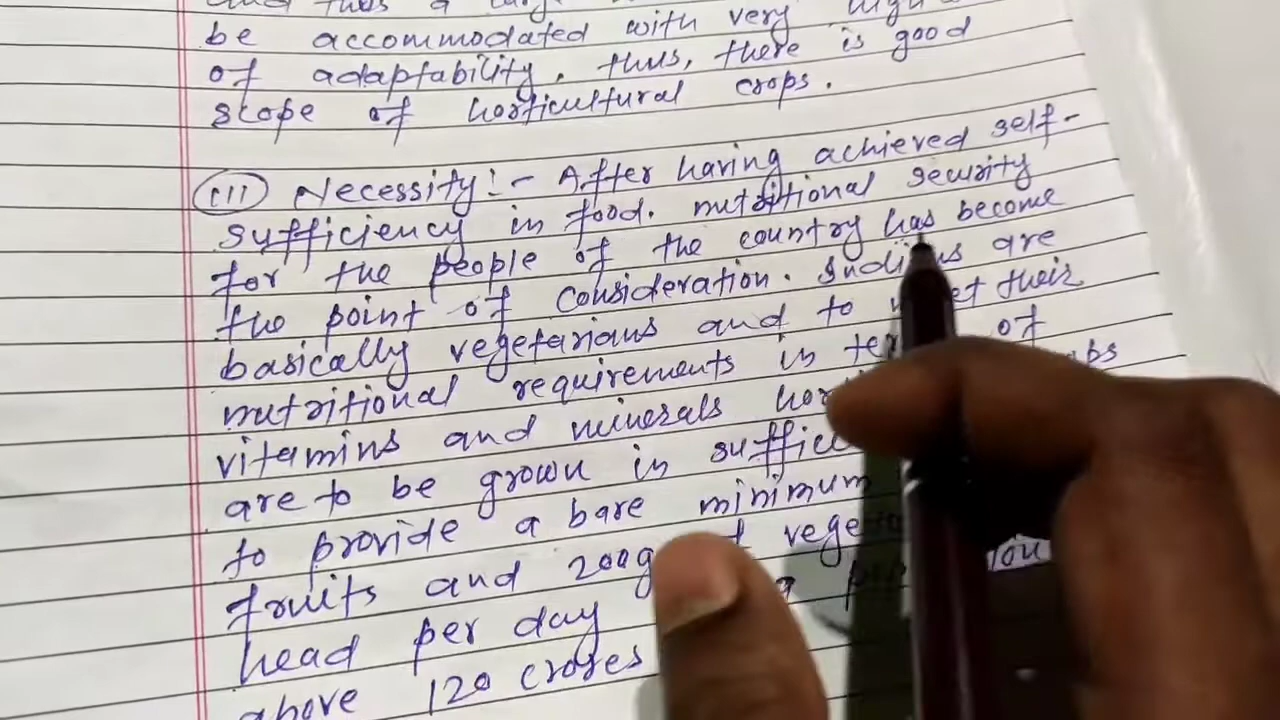 be accommodated with very
of adaptability. thus, there is good
scope of horticultural crops.
(III) Necessity:- After having achieved self-
sufficiency in food. nutritional security
for the people of the country has become
the point of consideration. Indians are
basically vegetarians and to their
nutritional requirements in of
vitamins and minerals
are to be grown in
to provide a bare minimum
fruits and 200g
head per day
above 120 crores